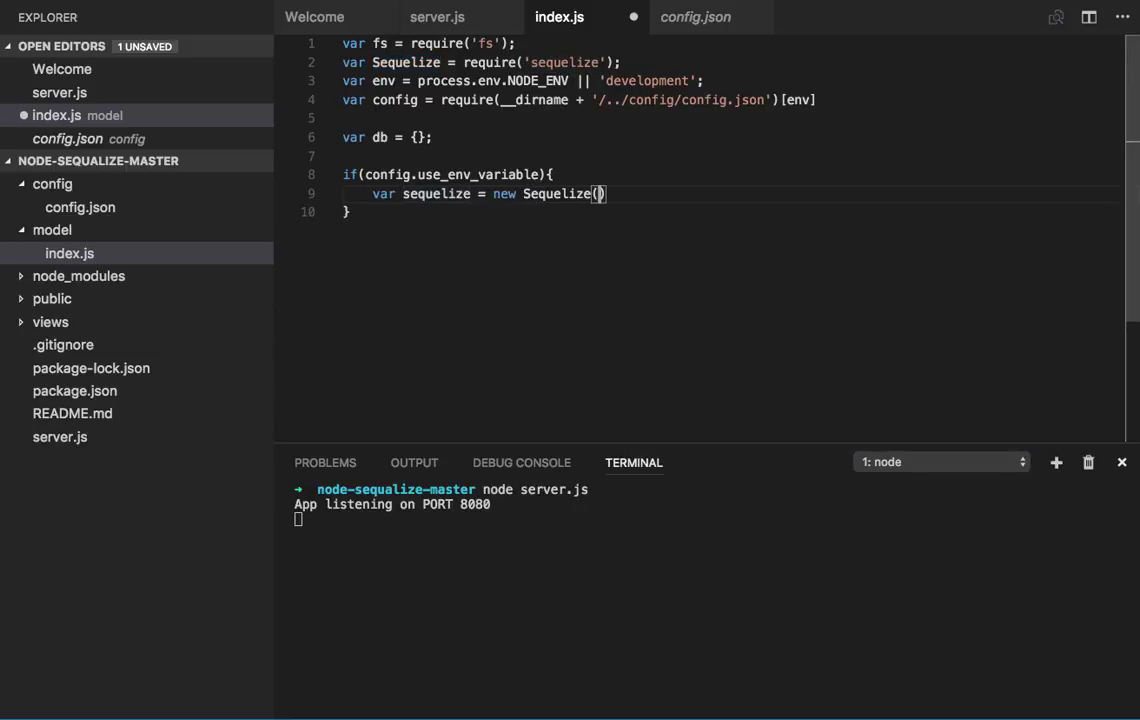 EXPLORER
OPEN EDITORS 1 UNSAVED
Welcome
server.js
index.js model
config.json config
NODE-SEQUALIZE-MASTER
config
config.json
model
index.js
node_modules
public
views
.gitignore
package-lock.json
package.json
README.md
server.js
Welcome server.js index.js config.json
1 var fs = require('fs');
2 var Sequelize = require('sequelize');
3 var env = process.env.NODE_ENV || 'development';
4 var config = require(__dirname + '/../config/config.json')[env]
5
6 var db = {};
7
8 if(config.use_env_variable){
9 var sequelize = new Sequelize()
10 }
PROBLEMS OUTPUT DEBUG CONSOLE TERMINAL 1: node
→ node-sequalize-master node server.js
App listening on PORT 8080